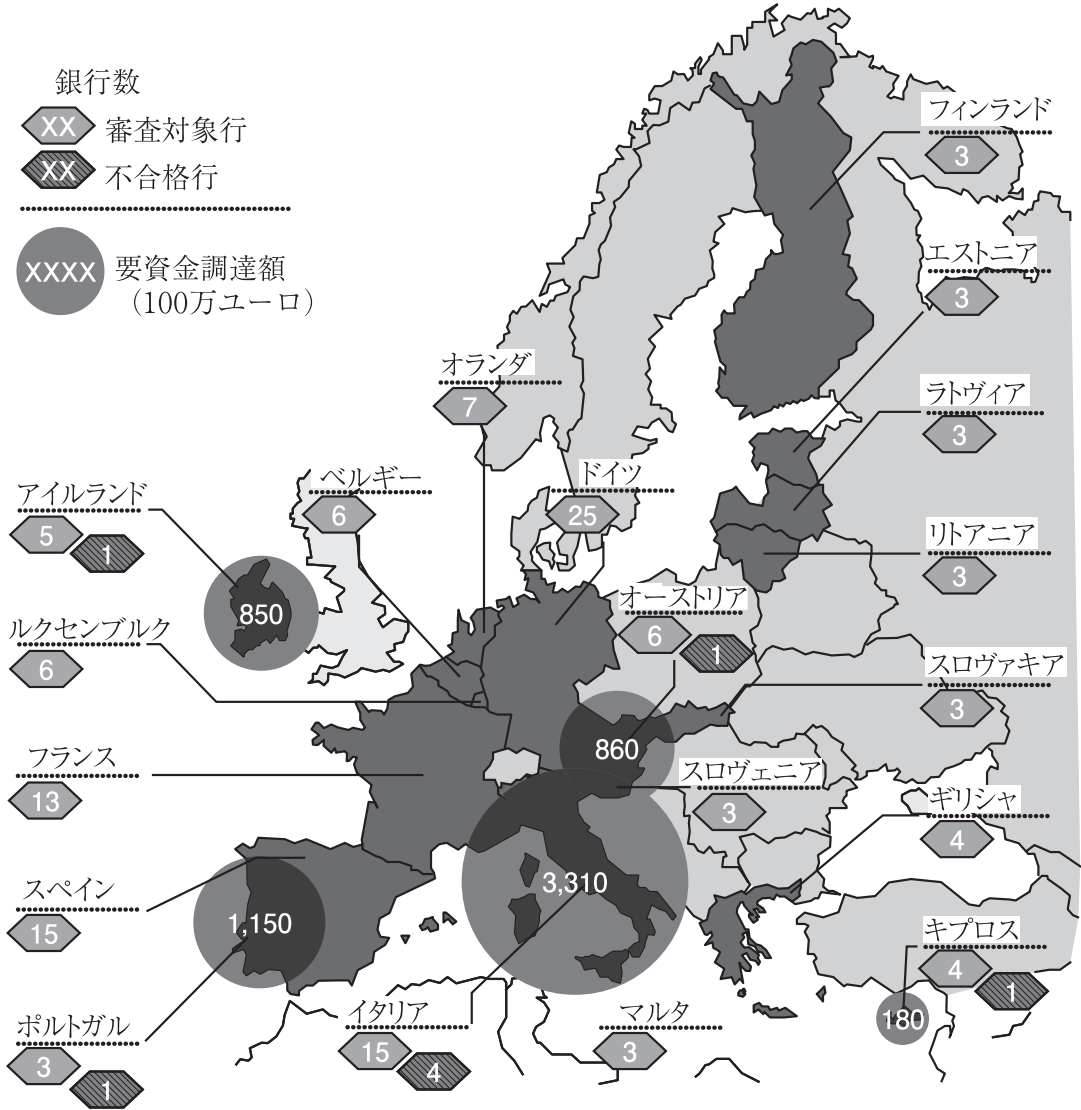 銀行数
XX 審査対象行
XX 不合格行
XXXX 要資金調達額
（100万ユーロ）
フィンランド
3
エストニア
3
オランダ
7
ラトヴィア
3
ベルギー
6
ドイツ
25
アイルランド
5
1
850
リトアニア
3
オーストリア
6
1
860
ルクセンブルク
6
スロヴァキア
3
フランス
13
スロヴェニア
3
ギリシャ
4
スペイン
15
1,150
3,310
キプロス
4
1
180
ポルトガル
3
1
イタリア
15
4
マルタ
3